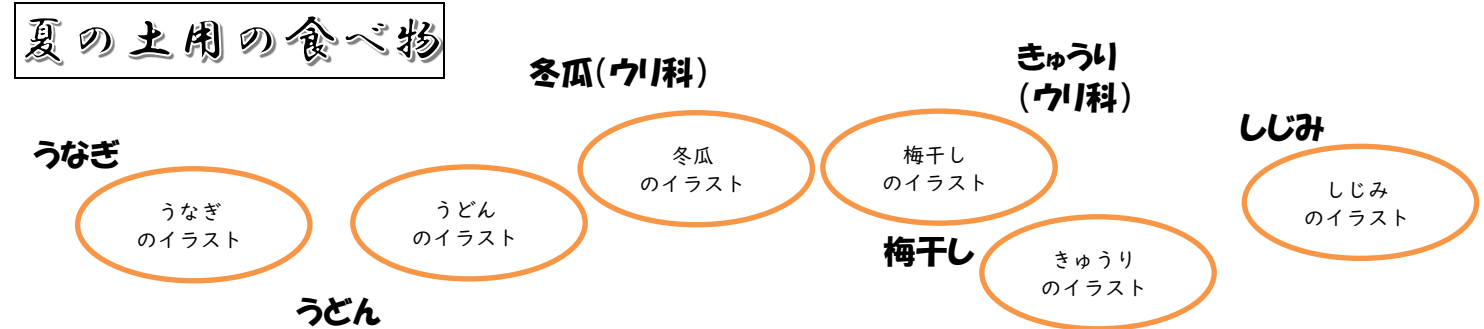 夏の土用の食べ物
うなぎ
うなぎ
のイラスト
うどん
のイラスト
うどん
冬瓜(ウリ科)
冬瓜
のイラスト
梅干し
のイラスト
梅干し
きゅうり
(ウリ科)
きゅうり
のイラスト
しじみ
しじみ
のイラスト